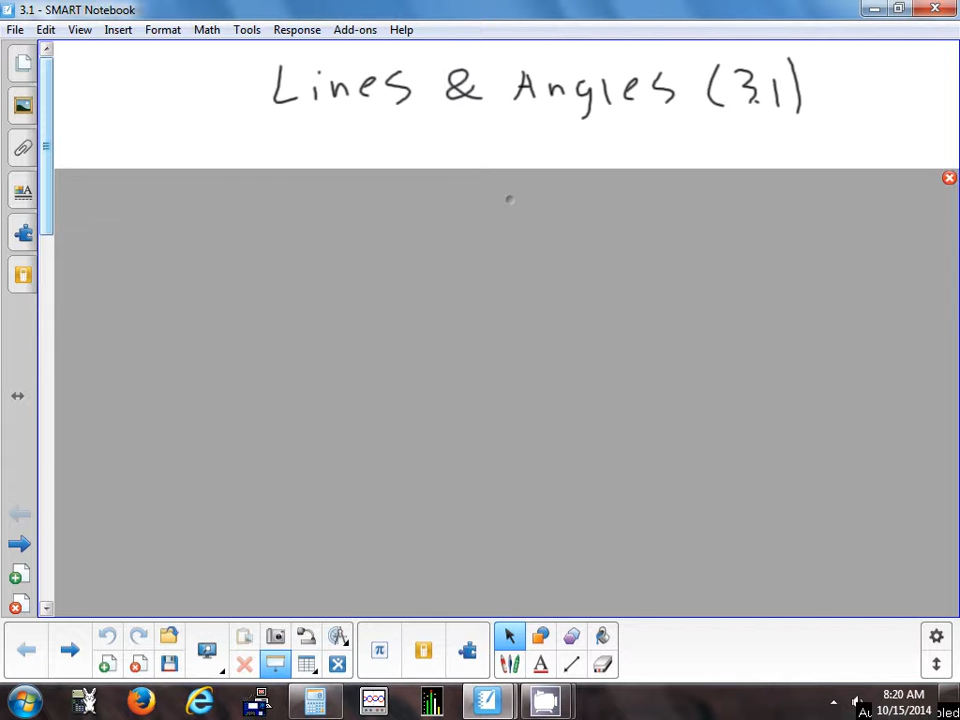 3.1 - SMART Notebook
File Edit View Insert Format Math Tools Response Add-ons Help
Lines & Angles (3.1)
8:20 AM
10/15/2014